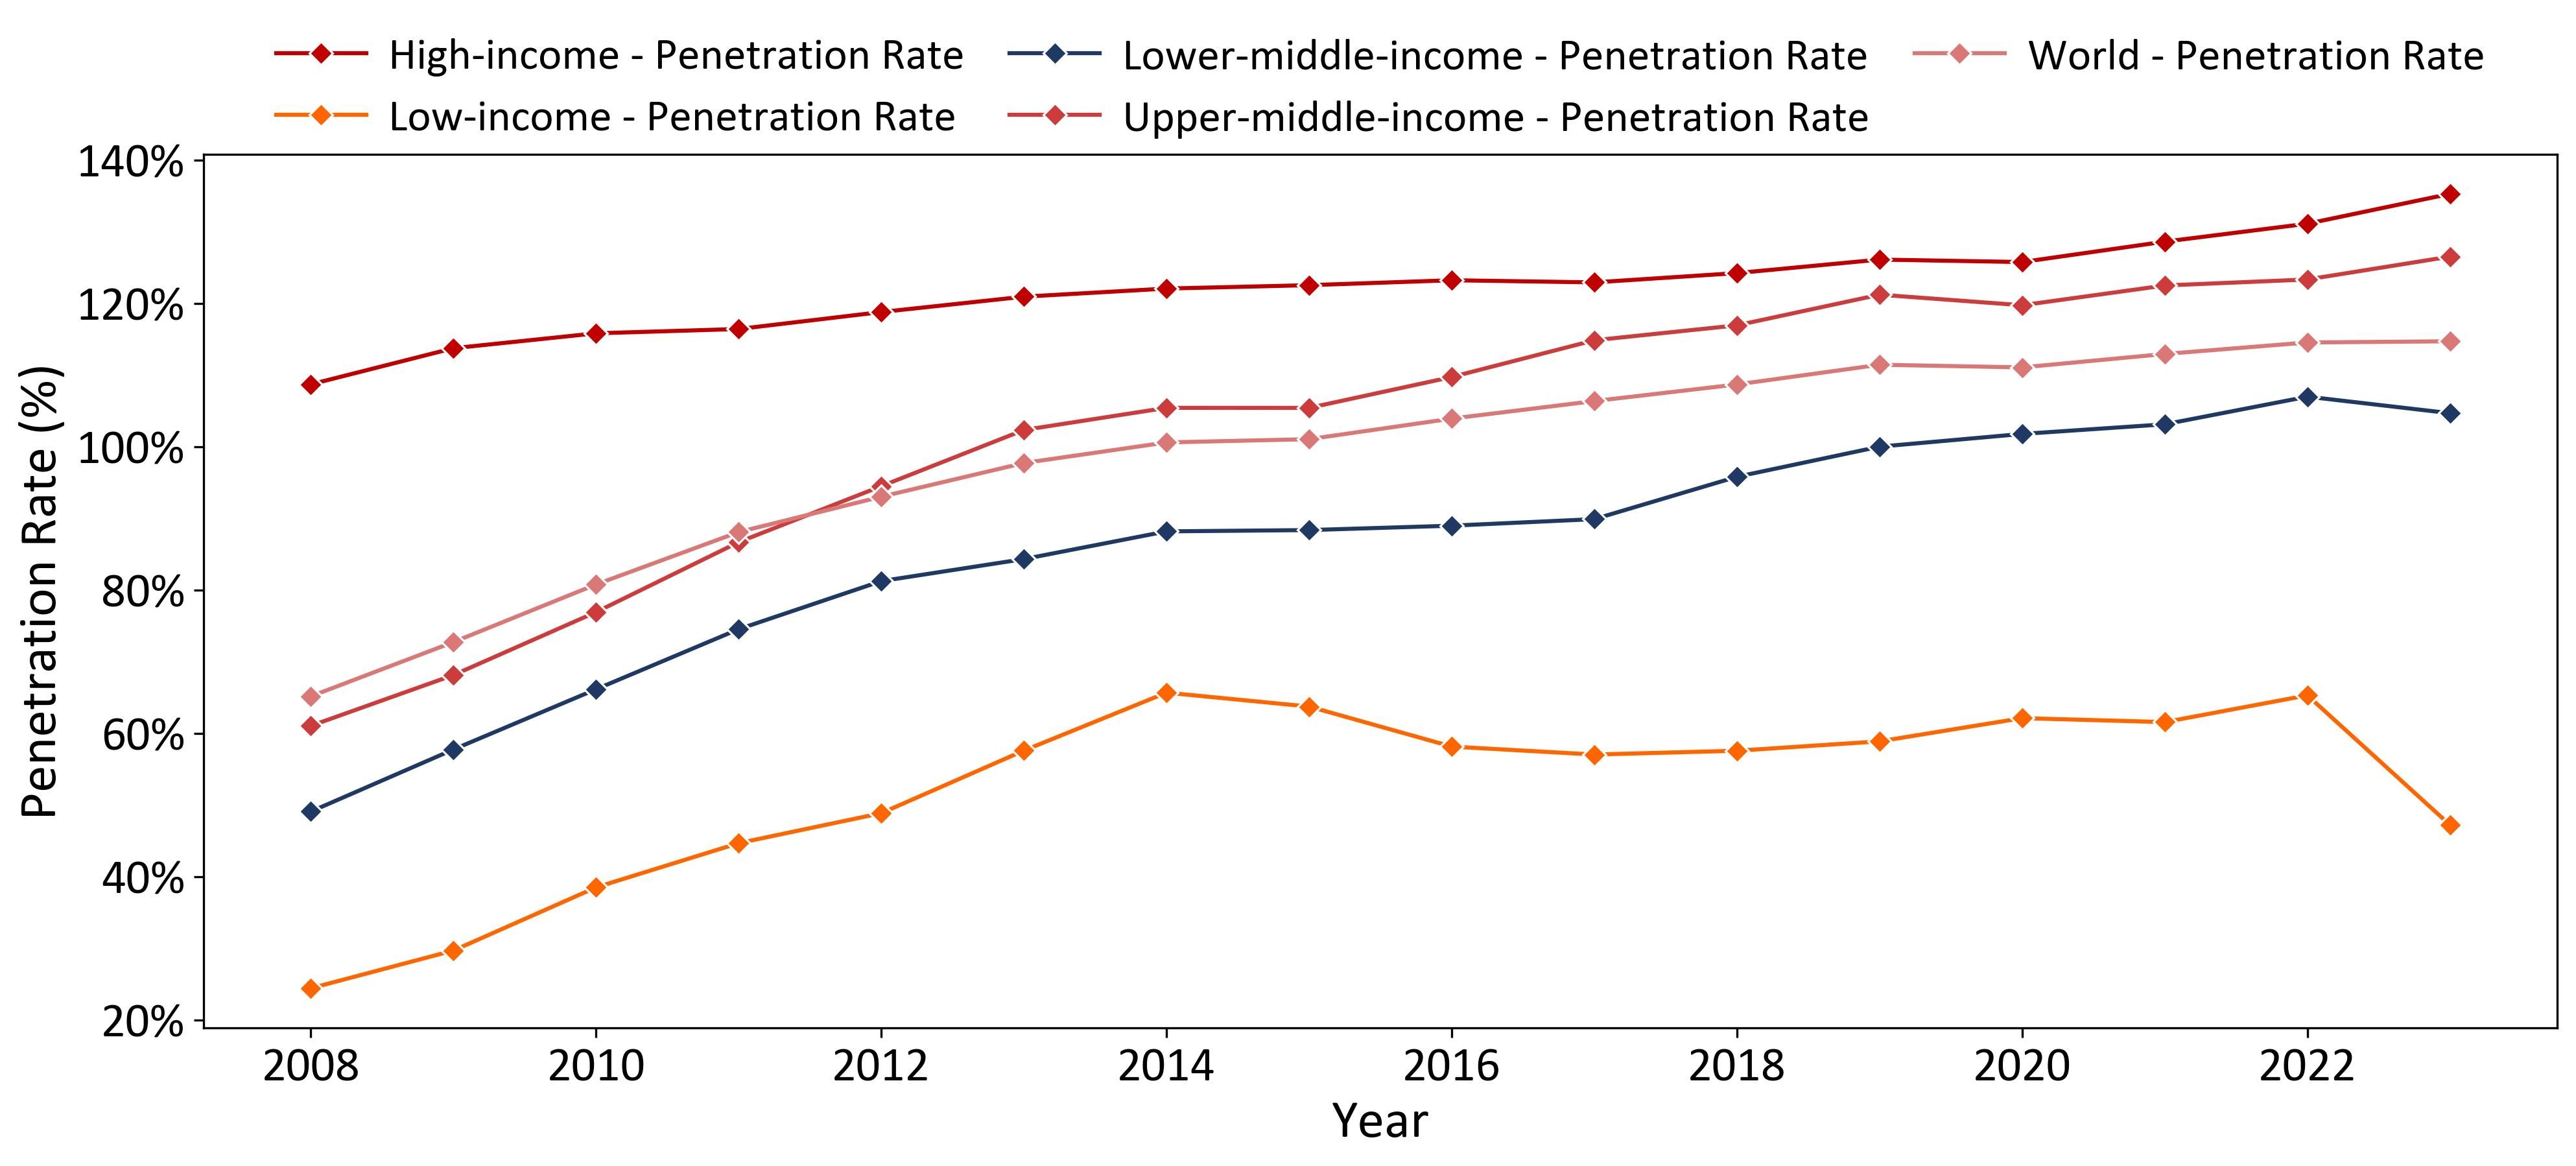 High-income - Penetration Rate
Lower-middle-income - Penetration Rate
World - Penetration Rate
Low-income - Penetration Rate
Upper-middle-income - Penetration Rate
140%
120%
100%
80%
60%
40%
20%
Penetration Rate (%)
2008 2010 2012 2014 2016 2018 2020 2022
Year